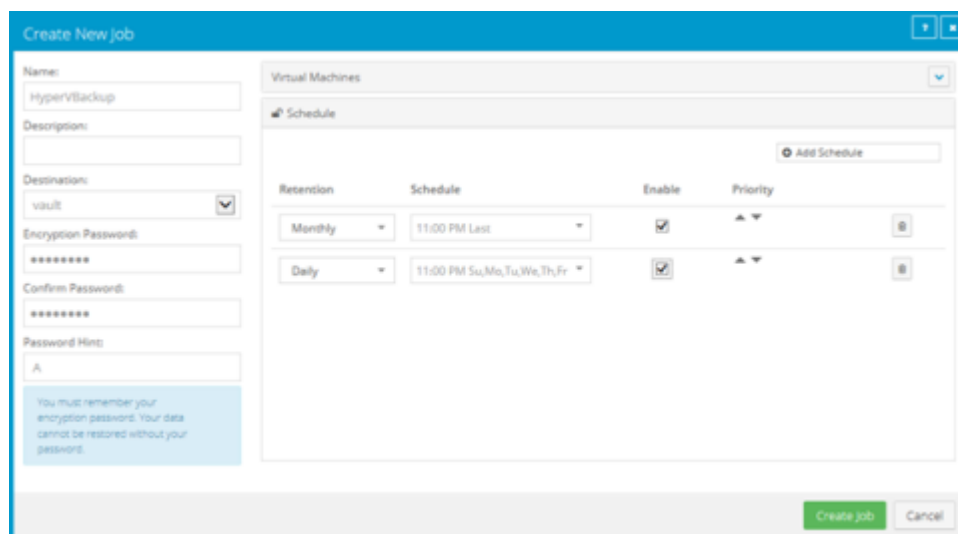 Create New Job
?
Name:
HyperVBackup
Description:
Destination:
vault
Encryption Password:
Confirm Password:
Password Hint:
A
You must remember your
encryption password. Your data
cannot be restored without your
password.
Virtual Machines
Schedule
Add Schedule
Retention Schedule Enable Priority
Monthly 11:00 PM Last
Daily 11:00 PM Su,Mo,Tu,We,Th,Fr
Create Job Cancel